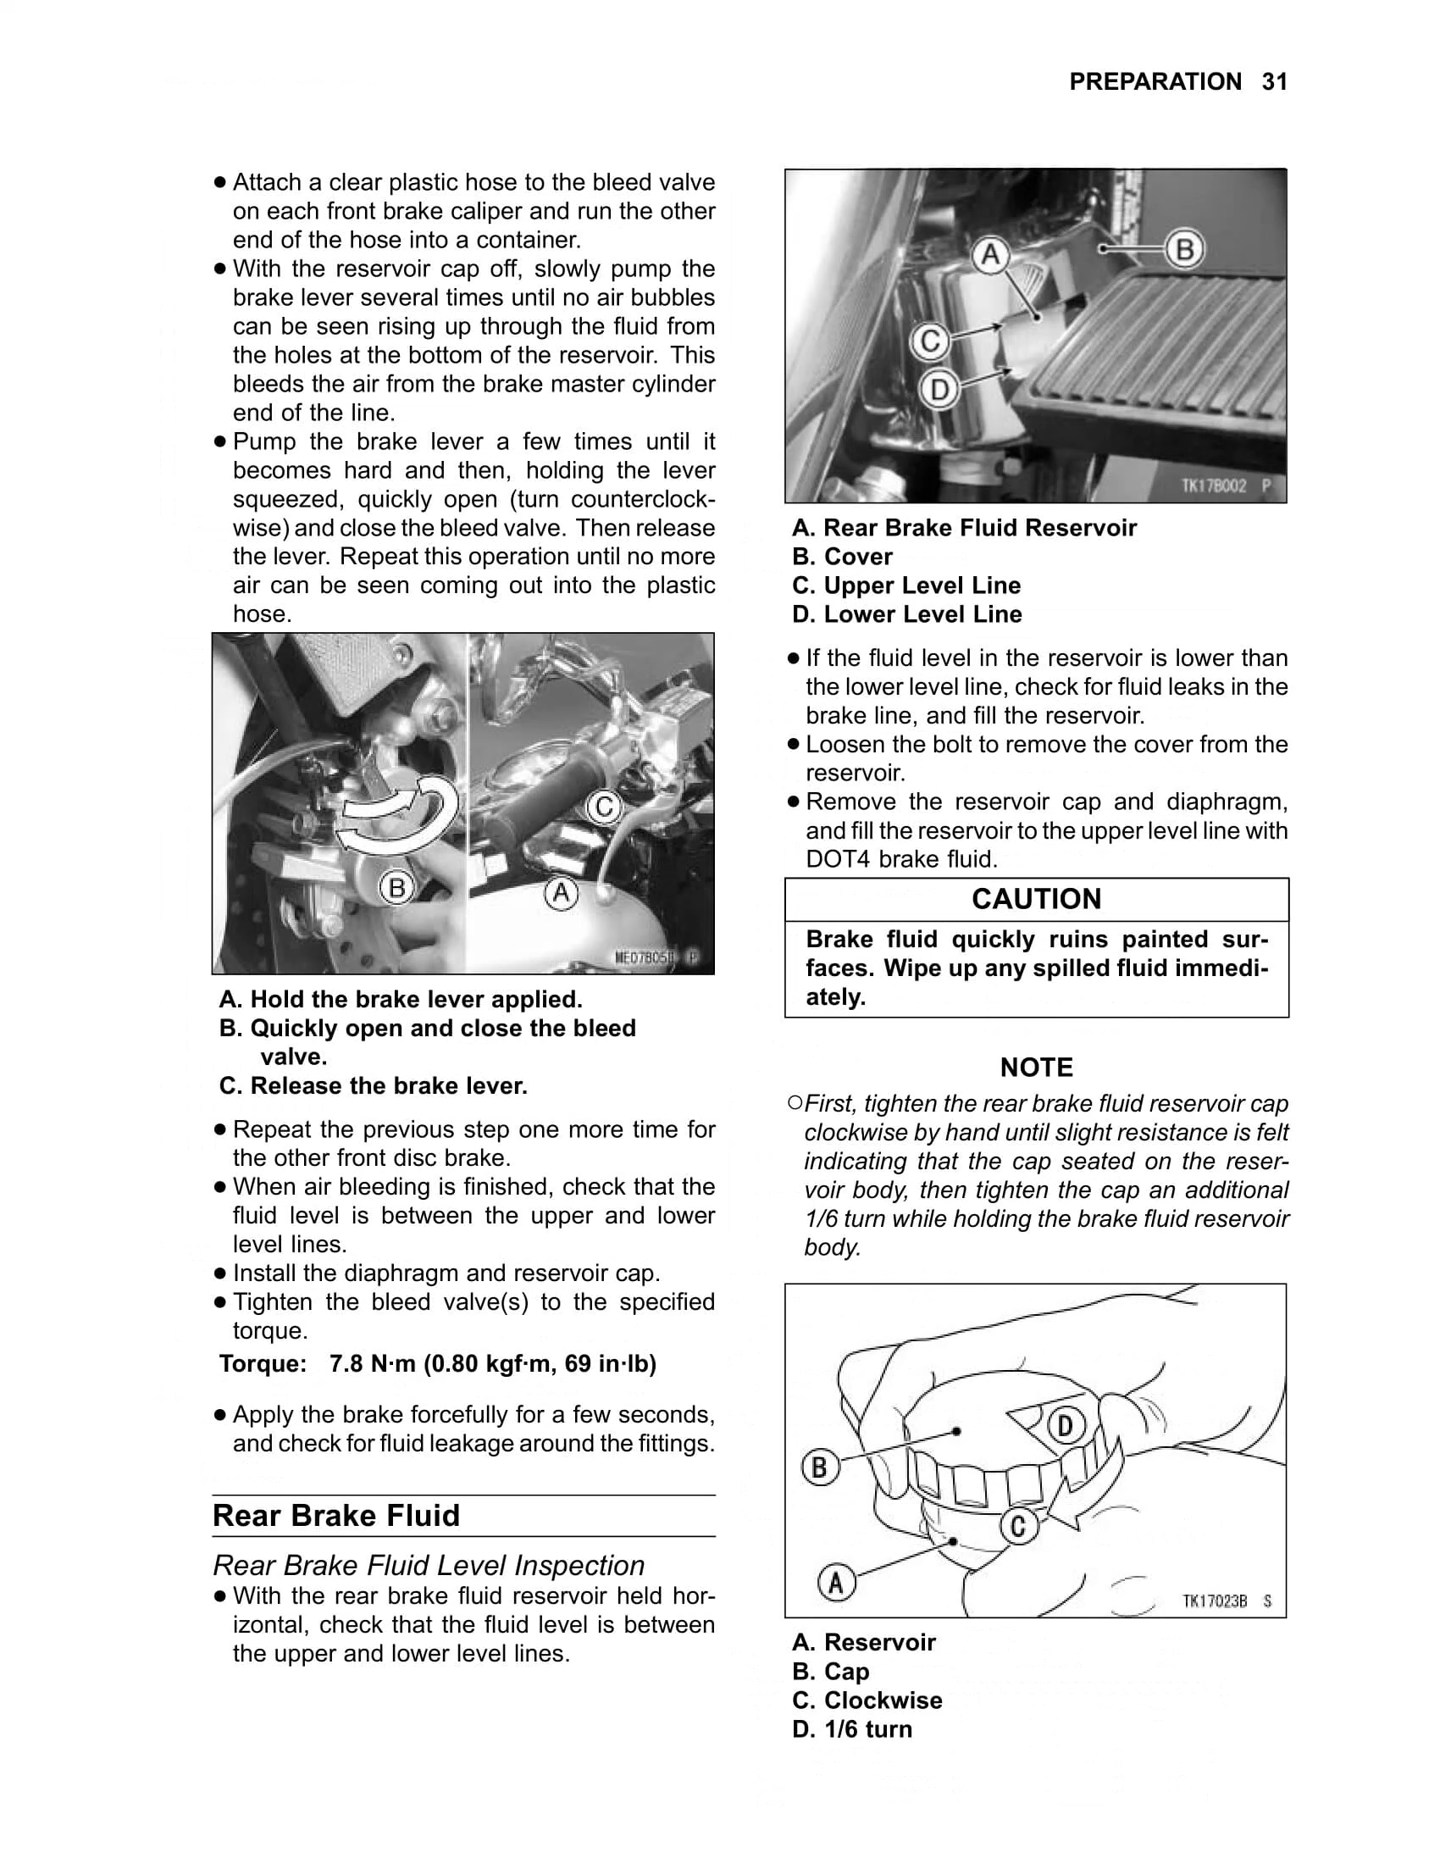 PREPARATION 31
● Attach a clear plastic hose to the bleed valve
on each front brake caliper and run the other
end of the hose into a container.
● With the reservoir cap off, slowly pump the
brake lever several times until no air bubbles
can be seen rising up through the fluid from
the holes at the bottom of the reservoir. This
bleeds the air from the brake master cylinder
end of the line.
● Pump the brake lever a few times until it
becomes hard and then, holding the lever
squeezed, quickly open (turn counterclock-
wise) and close the bleed valve. Then release
the lever. Repeat this operation until no more
air can be seen coming out into the plastic
hose.
C
B
A
P
A. Hold the brake lever applied.
B. Quickly open and close the bleed
valve.
C. Release the brake lever.
● Repeat the previous step one more time for
the other front disc brake.
● When air bleeding is finished, check that the
fluid level is between the upper and lower
level lines.
● Install the diaphragm and reservoir cap.
● Tighten the bleed valve(s) to the specified
torque.
Torque: 7.8 N·m (0.80 kgf·m, 69 in·lb)
● Apply the brake forcefully for a few seconds,
and check for fluid leakage around the fittings.
Rear Brake Fluid
Rear Brake Fluid Level Inspection
● With the rear brake fluid reservoir held hor-
izontal, check that the fluid level is between
the upper and lower level lines.
A
B
C
D
TK17B002 P
A. Rear Brake Fluid Reservoir
B. Cover
C. Upper Level Line
D. Lower Level Line
● If the fluid level in the reservoir is lower than
the lower level line, check for fluid leaks in the
brake line, and fill the reservoir.
● Loosen the bolt to remove the cover from the
reservoir.
● Remove the reservoir cap and diaphragm,
and fill the reservoir to the upper level line with
DOT4 brake fluid.
CAUTION
Brake fluid quickly ruins painted sur-
faces. Wipe up any spilled fluid immedi-
ately.
NOTE
○First, tighten the rear brake fluid reservoir cap
clockwise by hand until slight resistance is felt
indicating that the cap seated on the reser-
voir body, then tighten the cap an additional
1/6 turn while holding the brake fluid reservoir
body.
D
B
C
A
TK17023B S
A. Reservoir
B. Cap
C. Clockwise
D. 1/6 turn